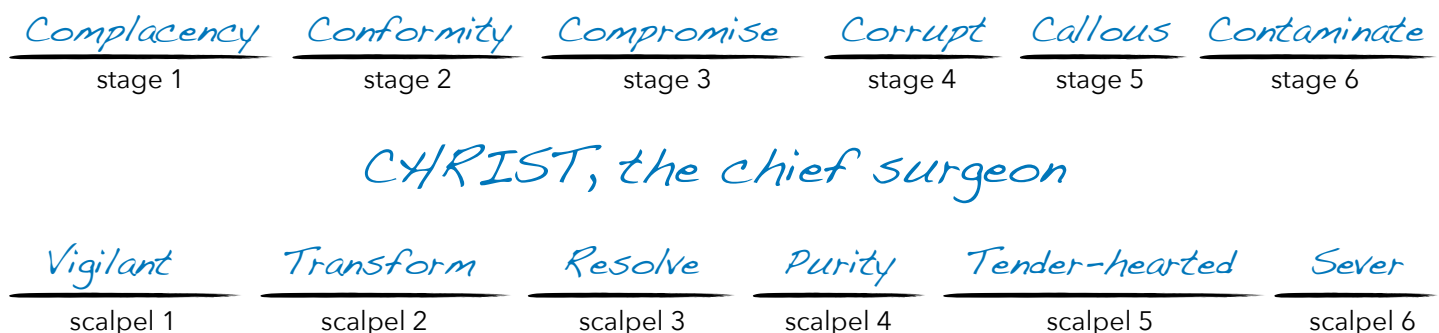 Complacency Conformity Compromise Corrupt Callous Contaminate
stage 1 stage 2 stage 3 stage 4 stage 5 stage 6
CHRIST, the chief surgeon
Vigilant Transform Resolve Purity Tender-hearted Sever
scalpel 1 scalpel 2 scalpel 3 scalpel 4 scalpel 5 scalpel 6